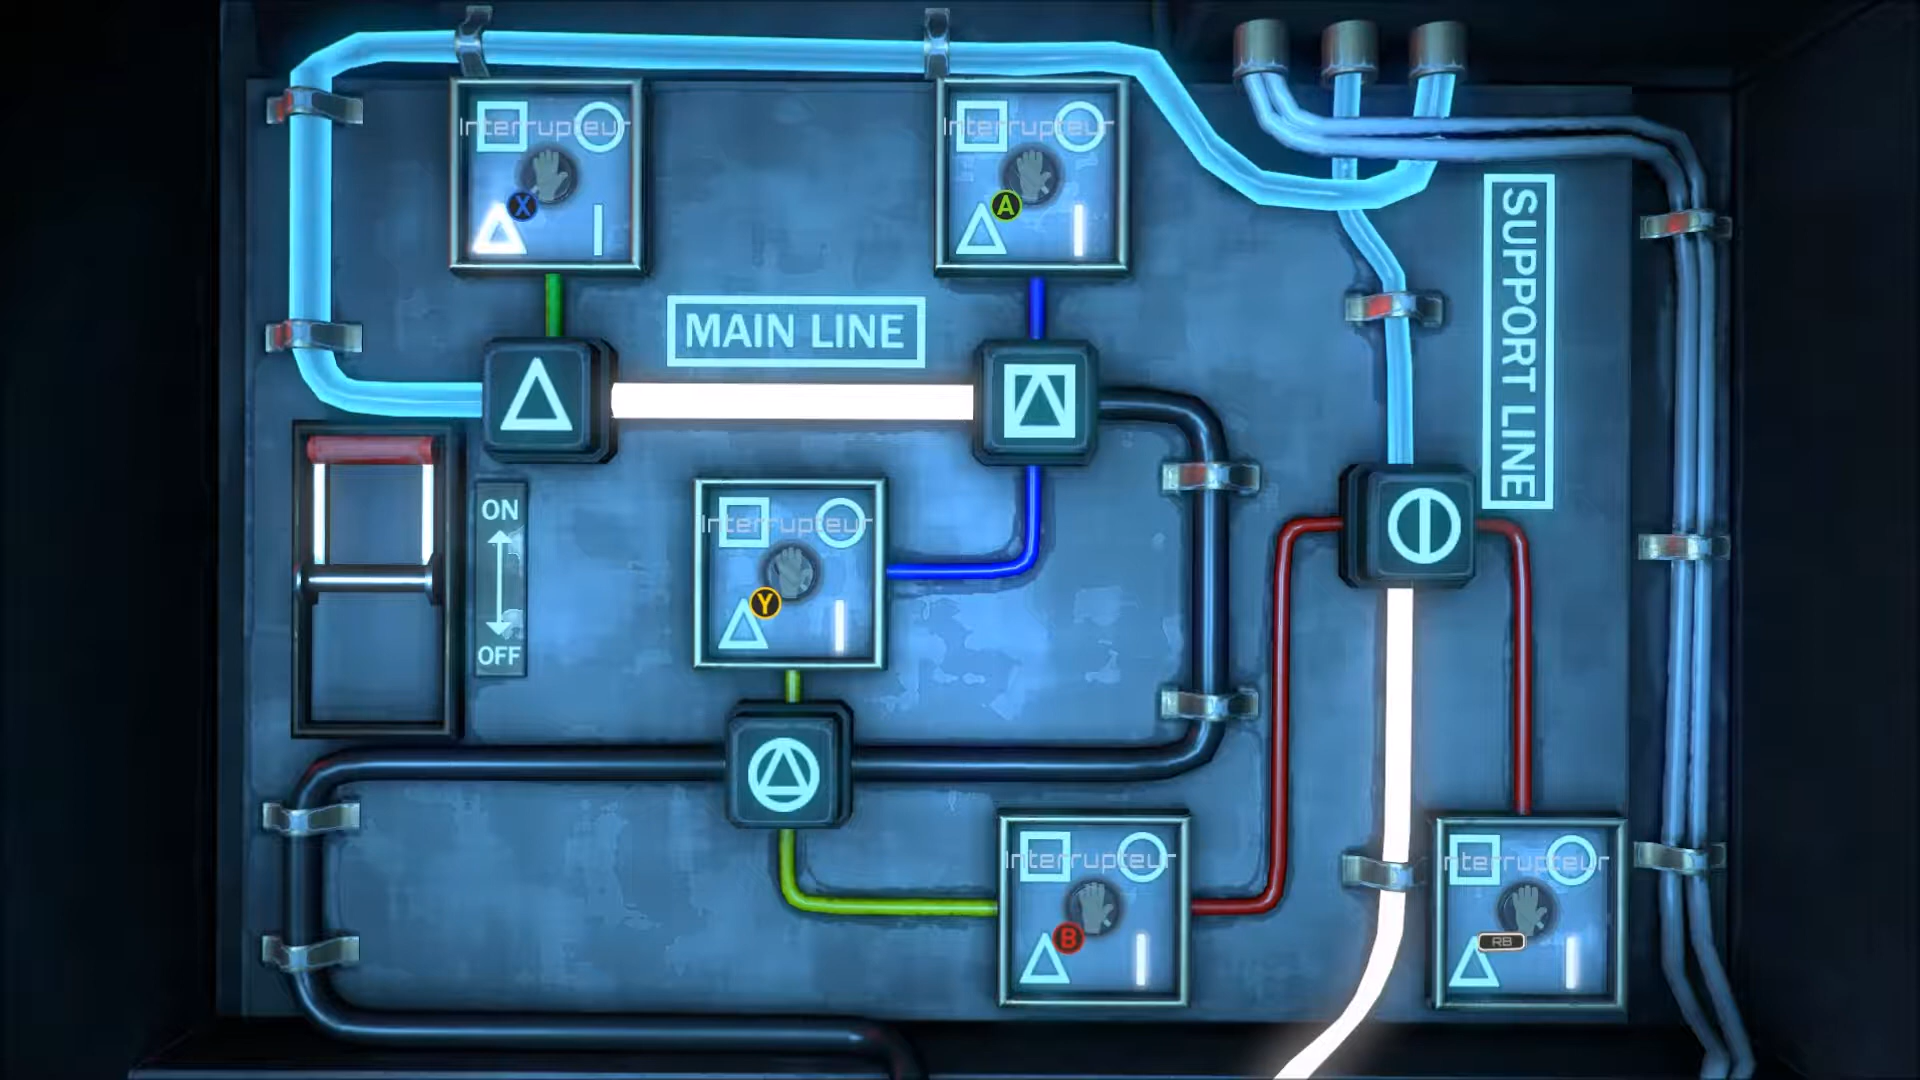 Interrupteur
Interrupteur
X
A
MAIN LINE
SUPPORT LINE
ON
OFF
Interrupteur
Y
Interrupteur
Interrupteur
B
RB